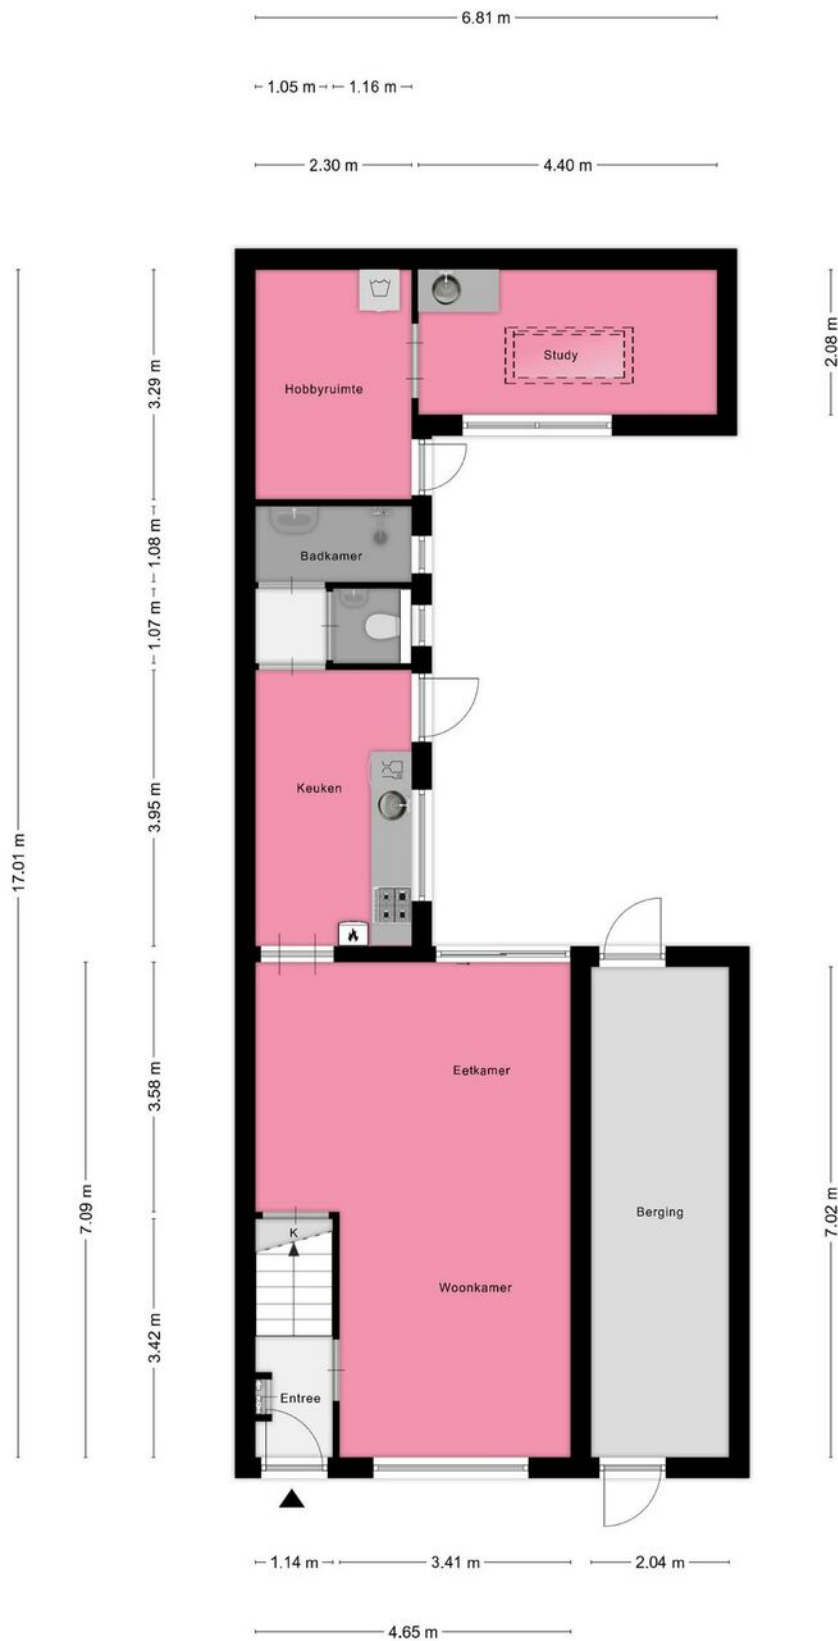 6.81 m
1.05 m
1.16 m
2.30 m
4.40 m
2.08 m
3.29 m
Study
Hobbyruimte
1.08 m
Badkamer
1.07 m
Keuken
3.95 m
17.01 m
Eetkamer
3.58 m
7.09 m
7.02 m
Berging
K
Woonkamer
3.42 m
Entree
1.14 m
3.41 m
2.04 m
4.65 m